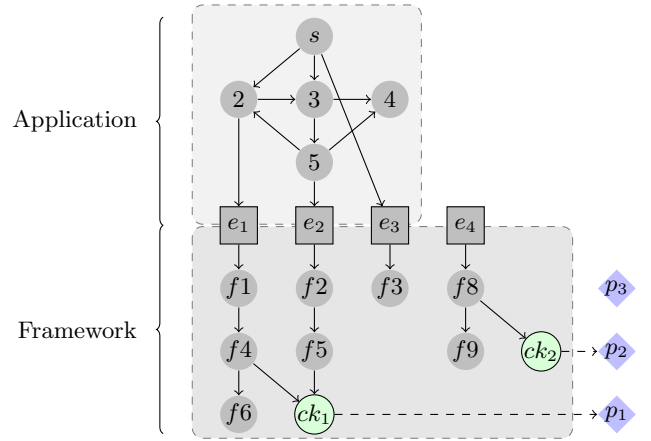 s
2 3 4
Application
5
e₁ e₂ e₃ e₄
f1 f2 f3 f8 p₃
Framework
f4 f5 f9 ck₂ p₂
f6 ck₁ p₁